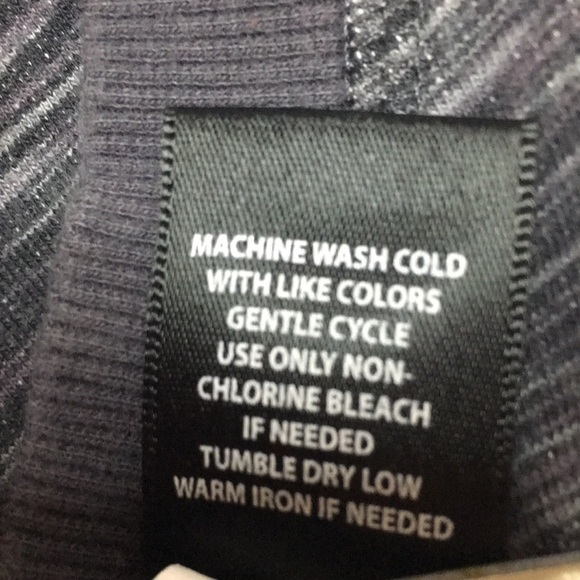 MACHINE WASH COLD
WITH LIKE COLORS
GENTLE CYCLE
USE ONLY NON-
CHLORINE BLEACH
IF NEEDED
TUMBLE DRY LOW
WARM IRON IF NEEDED